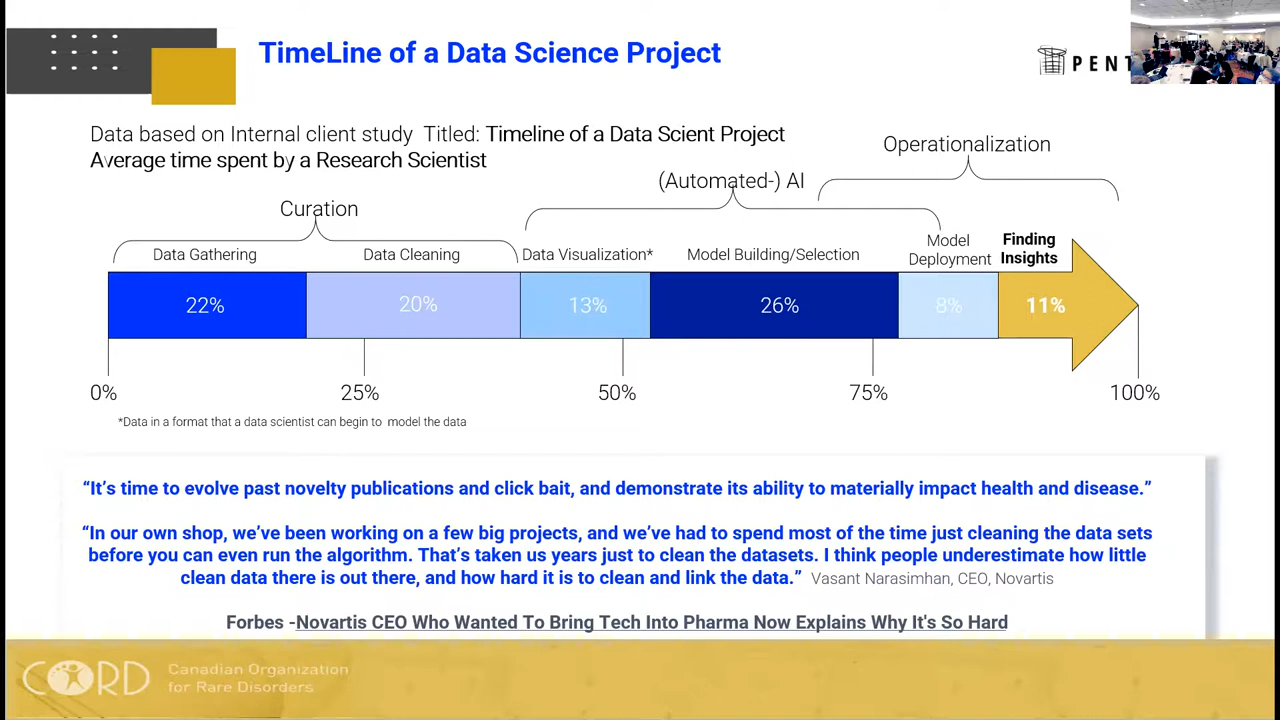 TimeLine of a Data Science Project
PENT
Data based on Internal client study Titled: Timeline of a Data Scient Project
Average time spent by a Research Scientist
Operationalization
(Automated-) AI
Curation
Data Gathering
Data Cleaning
Data Visualization*
Model Building/Selection
Model
Deployment
Finding
Insights
22%
20%
13%
26%
8%
11%
0%
25%
50%
75%
100%
*Data in a format that a data scientist can begin to model the data
“It’s time to evolve past novelty publications and click bait, and demonstrate its ability to materially impact health and disease.”
“In our own shop, we’ve been working on a few big projects, and we’ve had to spend most of the time just cleaning the data sets
before you can even run the algorithm. That’s taken us years just to clean the datasets. I think people underestimate how little
clean data there is out there, and how hard it is to clean and link the data.” Vasant Narasimhan, CEO, Novartis
Forbes -Novartis CEO Who Wanted To Bring Tech Into Pharma Now Explains Why It's So Hard
CORD
Canadian Organization
for Rare Disorders